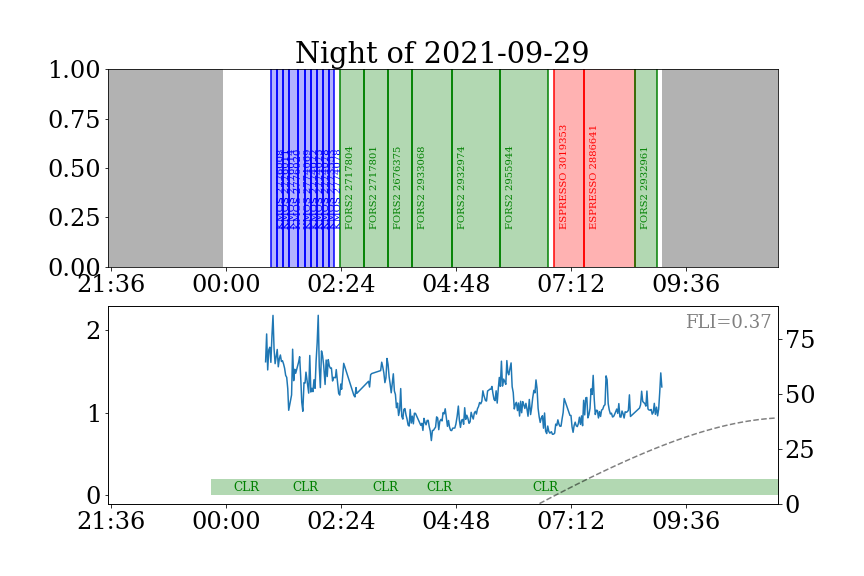 Night of 2021-09-29
1.00
0.75
0.50
0.25
0.00
FORS2 2717804
FORS2 2717801
FORS2 2676375
FORS2 2933068
FORS2 2932974
FORS2 2955944
ESPRESSO 3019353
ESPRESSO 2886641
FORS2 2932961
21:36 00:00 02:24 04:48 07:12 09:36
FLI=0.37
2
1
0
75
50
25
0
CLR CLR CLR CLR CLR
21:36 00:00 02:24 04:48 07:12 09:36